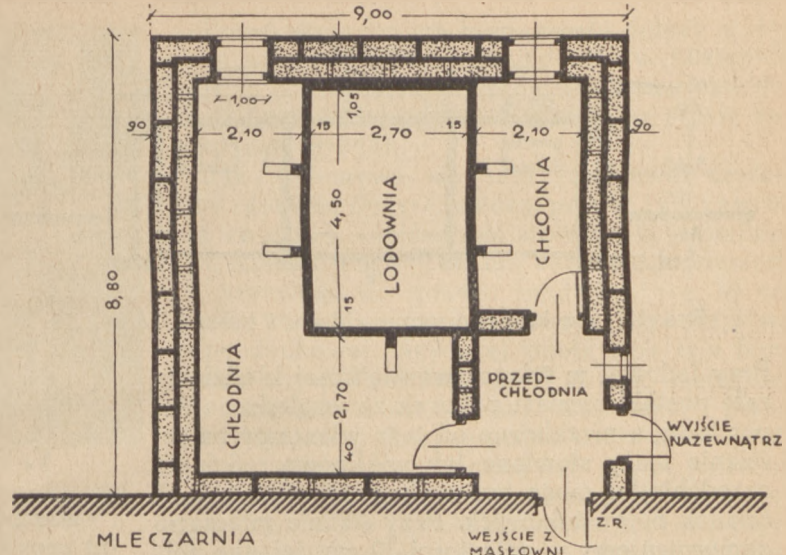 9,00
1,00
1,05
90
2,10
15
2,70
15
2,10
90
4,50
LODOWNIA
CHŁODNIA
8,80
15
CHŁODNIA
2,70
40
PRZED-
CHŁODNIA
WYJŚCIE
NAZEWNĄTRZ
MLECZARNIA
WEJŚCIE Z
MASŁOWNI
Z.R.